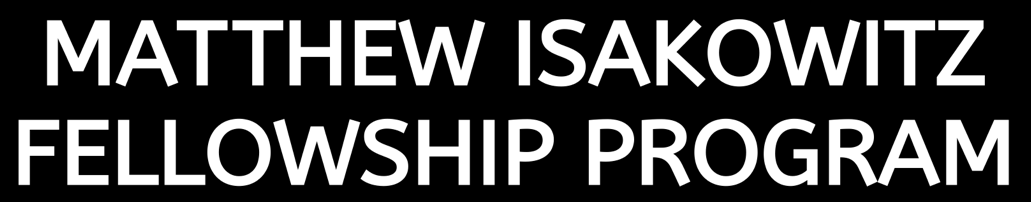 MATTHEW ISAKOWITZ
FELLOWSHIP PROGRAM